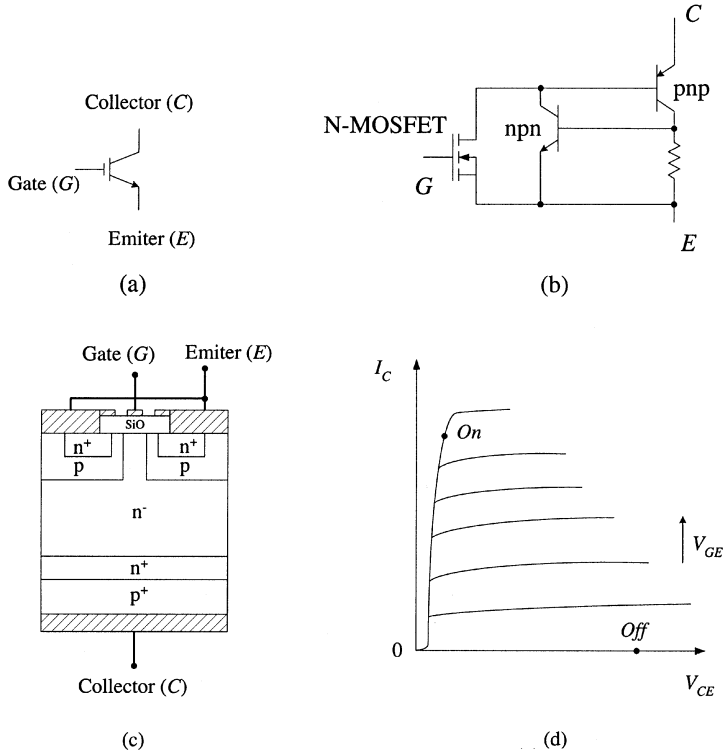 Collector (C)
Gate (G)
Emiter (E)
(a)
C
pnp
N-MOSFET
npn
G
E
(b)
Gate (G)
Emiter (E)
SiO
n+
n+
p
p
n-
n+
p+
Collector (C)
(c)
IC
On
VGE
Off
0
VCE
(d)